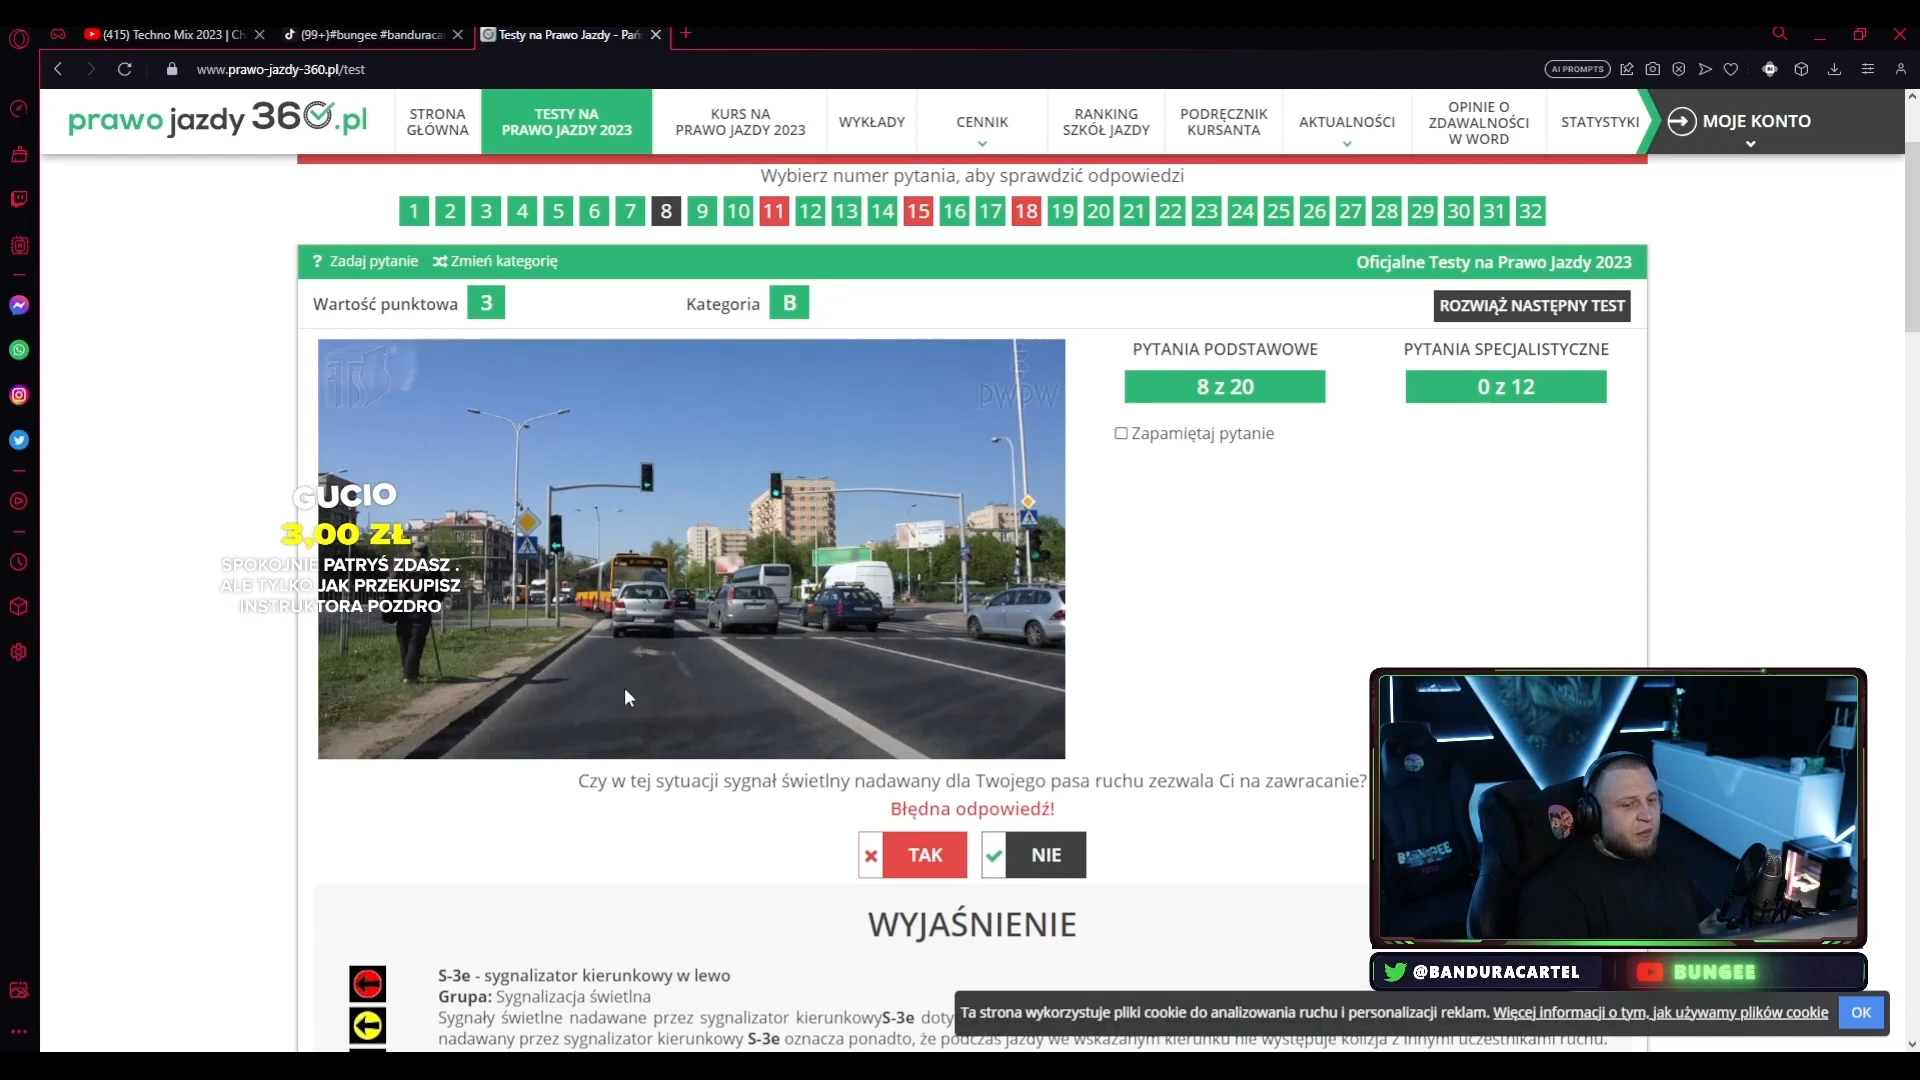 (415) Techno Mix 2023 | Ch
(99+)#bungee #banduraca
Testy na Prawo Jazdy - Pań
www.prawo-jazdy-360.pl/test
AI PROMPTS
prawo jazdy 360.pl
STRONA
GŁÓWNA
TESTY NA
PRAWO JAZDY 2023
KURS NA
PRAWO JAZDY 2023
WYKŁADY
CENNIK
RANKING
SZKÓŁ JAZDY
PODRĘCZNIK
KURSANTA
AKTUALNOŚCI
OPINIE O
ZDAWALNOŚCI
W WORD
STATYSTYKI
MOJE KONTO
Wybierz numer pytania, aby sprawdzić odpowiedzi
1 2 3 4 5 6 7 8 9 10 11 12 13 14 15 16 17 18 19 20 21 22 23 24 25 26 27 28 29 30 31 32
? Zadaj pytanie Zmień kategorię
Oficjalne Testy na Prawo Jazdy 2023
Wartość punktowa 3
Kategoria B
ROZWIĄŻ NASTĘPNY TEST
PYTANIA PODSTAWOWE
8 z 20
PYTANIA SPECJALISTYCZNE
0 z 12
Zapamiętaj pytanie
ITS
PWPW
GUCIO
3,00 ZŁ
SPOKOJNIE PATRYŚ ZDASZ .
ALE TYLKO JAK PRZEKUPISZ
INSTRUKTORA POZDRO
Czy w tej sytuacji sygnał świetlny nadawany dla Twojego pasa ruchu zezwala Ci na zawracanie?
Błędna odpowiedź!
TAK
NIE
WYJAŚNIENIE
S-3e - sygnalizator kierunkowy w lewo
Grupa: Sygnalizacja świetlna
Sygnały świetlne nadawane przez sygnalizator kierunkowyS-3e doty
nadawany przez sygnalizator kierunkowy S-3e oznacza ponadto, że podczas jazdy we wskazanym kierunku nie występuje kolizja z innymi uczestnikami ruchu.
BUNGEE
@BANDURACARTEL
BUNGEE
Ta strona wykorzystuje pliki cookie do analizowania ruchu i personalizacji reklam. Więcej informacji o tym, jak używamy plików cookie
OK